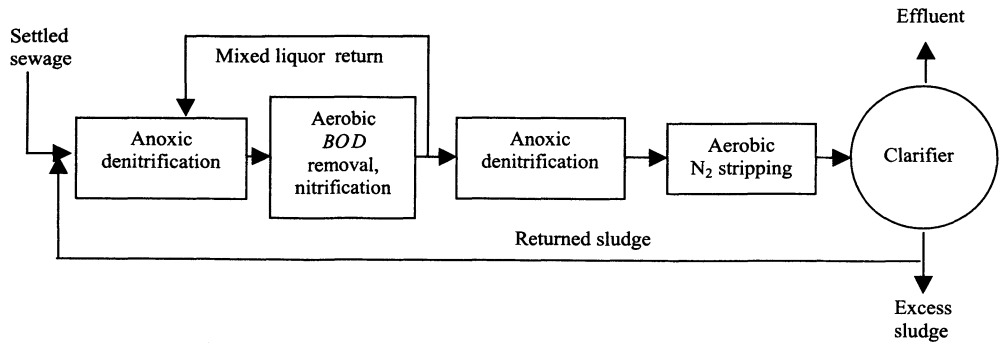 Settled
sewage
Mixed liquor return
Anoxic
denitrification
Aerobic
BOD
removal,
nitrification
Anoxic
denitrification
Aerobic
N₂ stripping
Clarifier
Effluent
Returned sludge
Excess
sludge